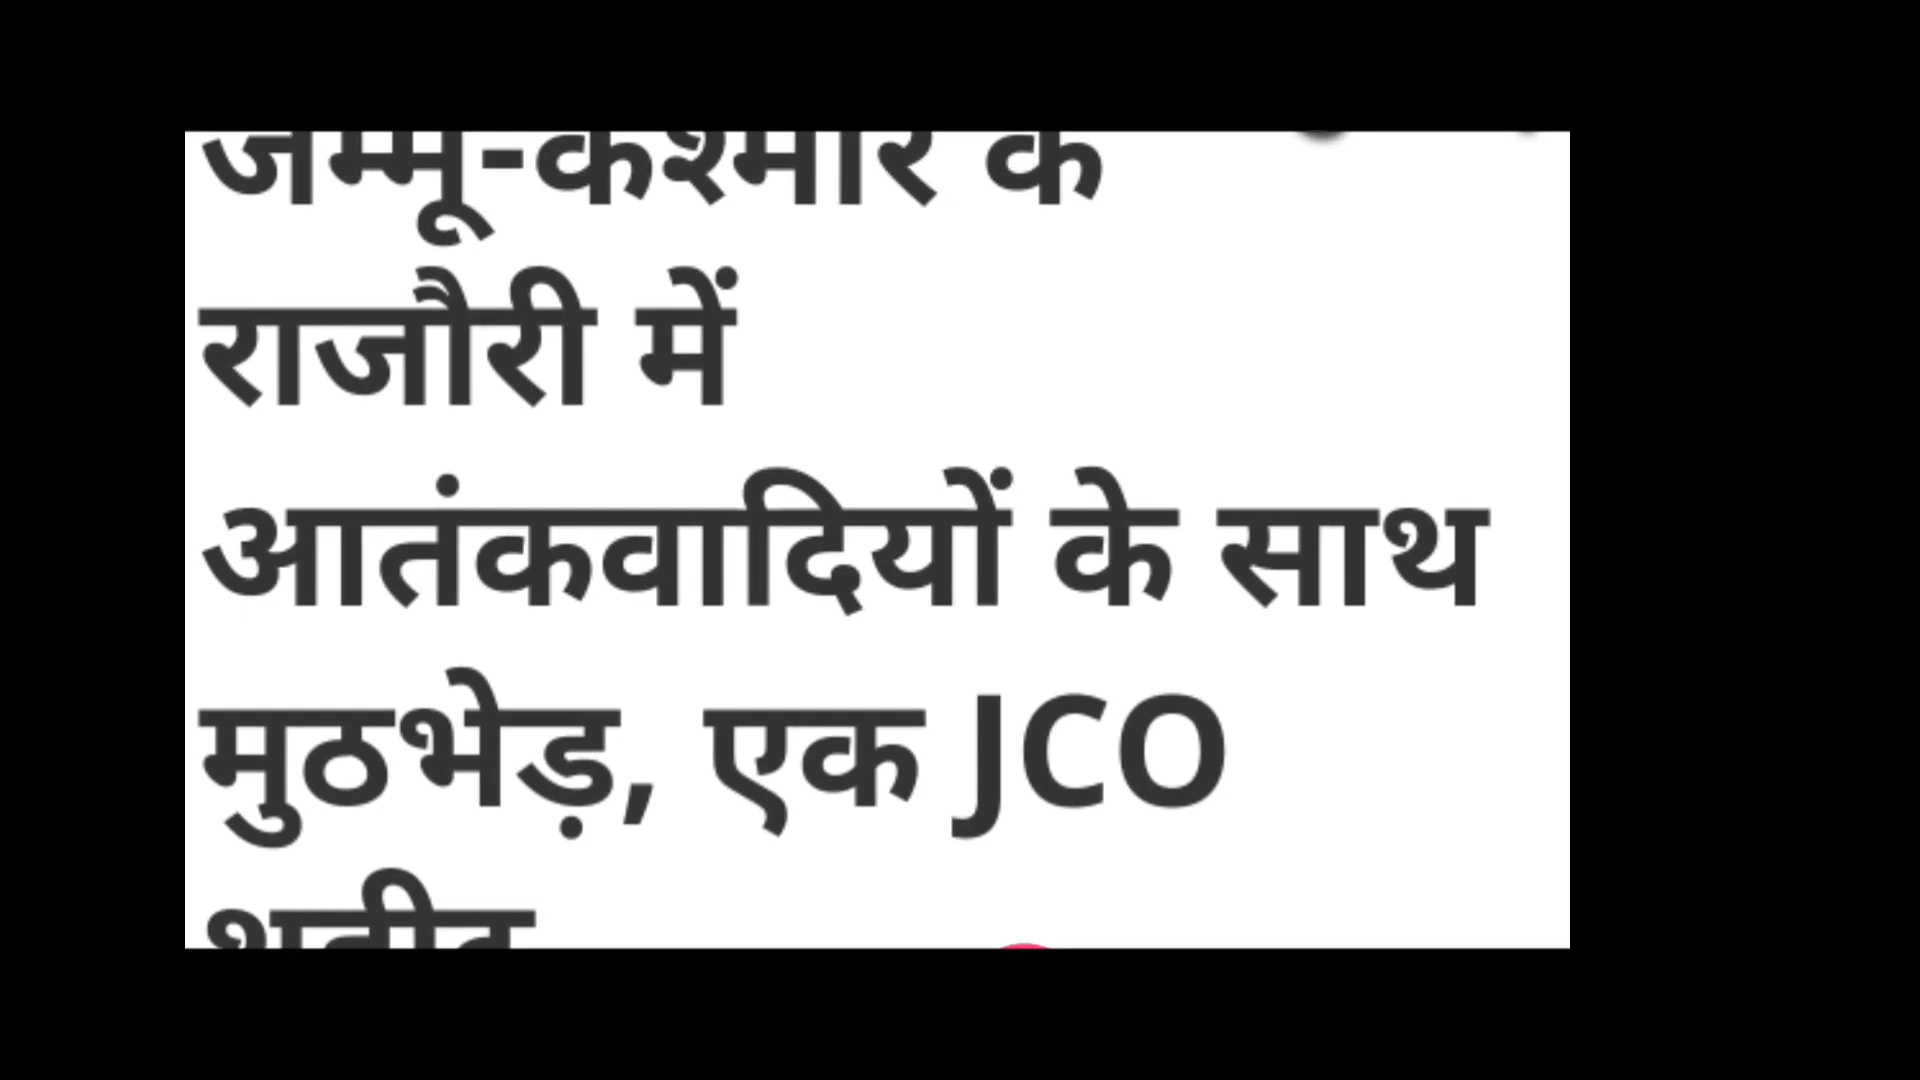 जम्मू-कश्मीर के
राजौरी में
आतंकवादियों के साथ
मुठभेड़, एक JCO